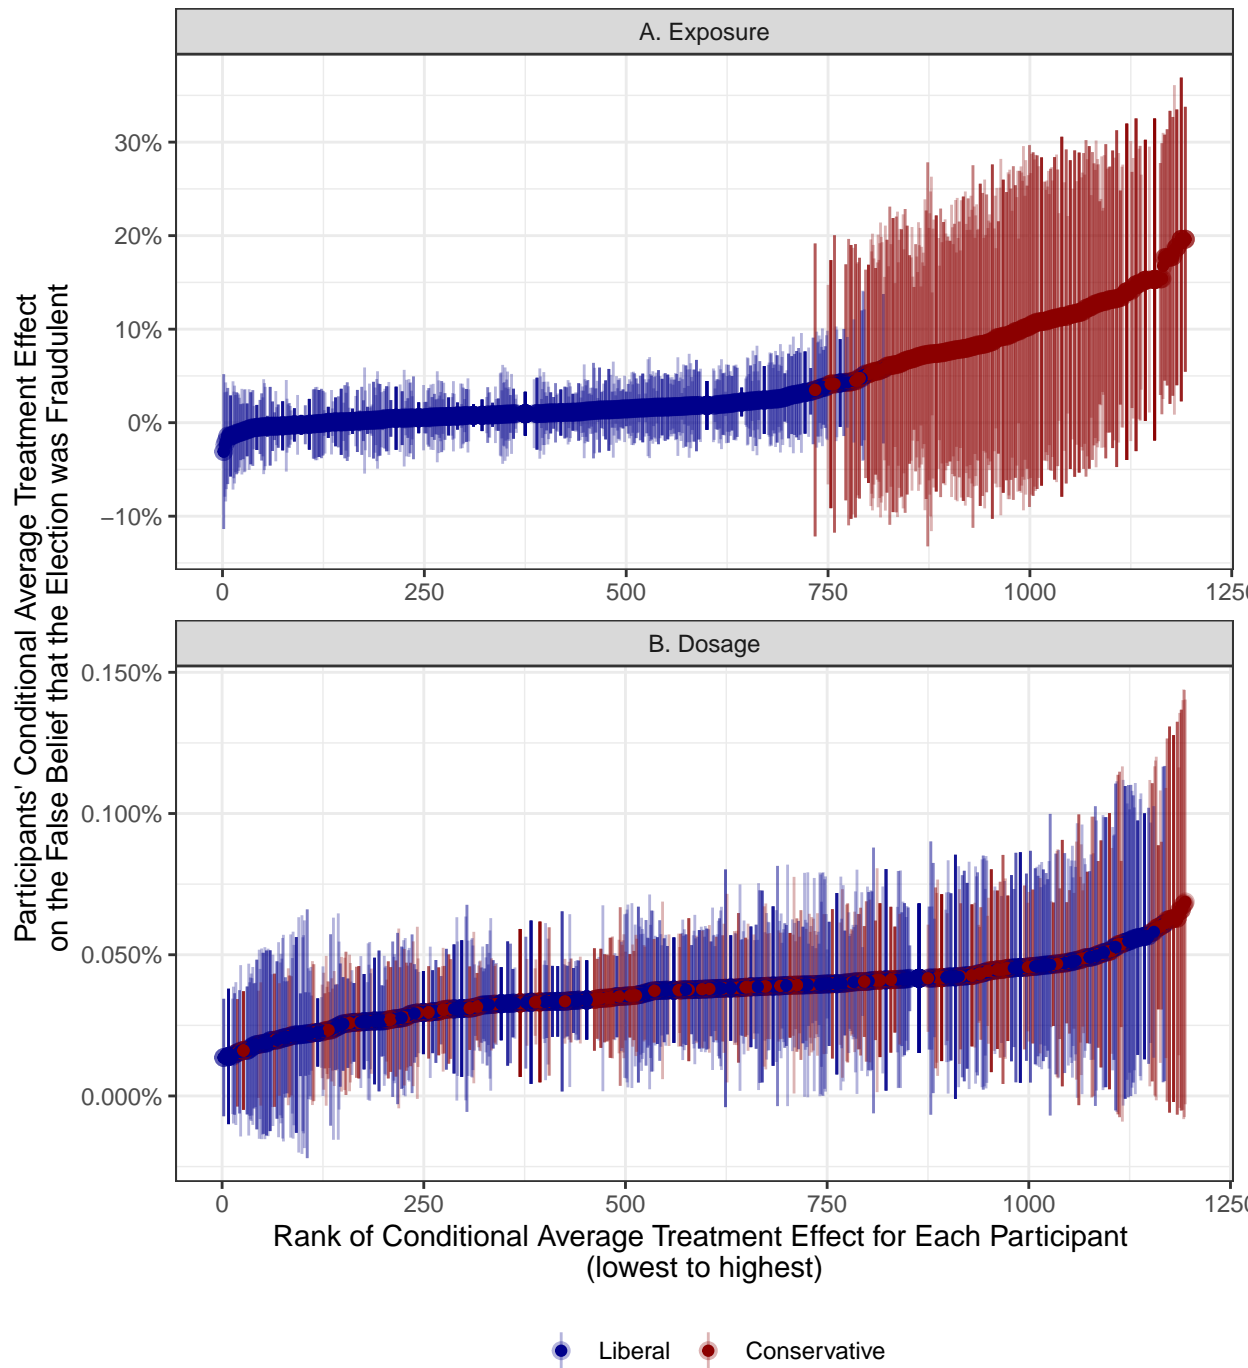 A. Exposure
30%
20%
10%
0%
−10%
0 250 500 750 1000 1250
B. Dosage
0.150%
0.100%
0.050%
0.000%
0 250 500 750 1000 1250
Participants' Conditional Average Treatment Effect
on the False Belief that the Election was Fraudulent
Rank of Conditional Average Treatment Effect for Each Participant
(lowest to highest)
Liberal Conservative